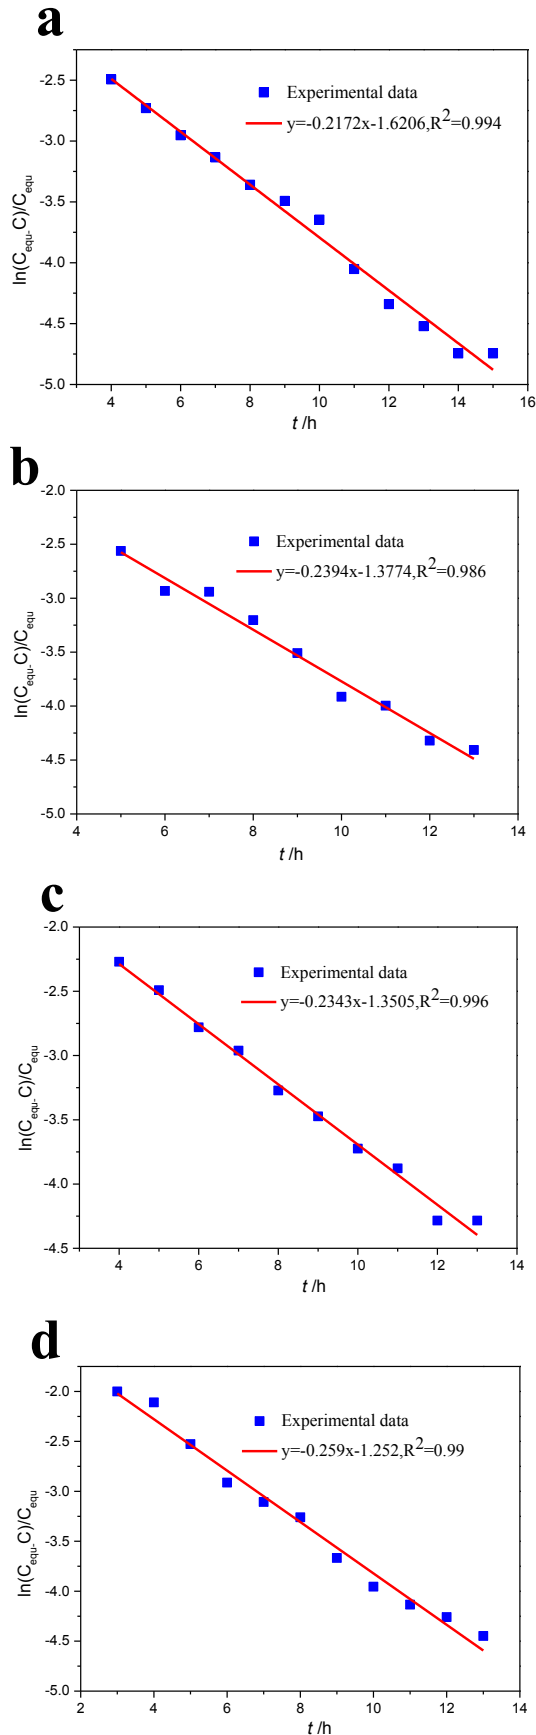 a
-2.5
-3.0
-3.5
-4.0
-4.5
-5.0
ln(Cequ-C)/Cequ
Experimental data
y=-0.2172x-1.6206,R2=0.994
4 6 8 10 12 14 16
t /h
b
-2.0
-2.5
-3.0
-3.5
-4.0
-4.5
-5.0
ln(Cequ-C)/Cequ
Experimental data
y=-0.2394x-1.3774,R2=0.986
4 6 8 10 12 14
t /h
c
-2.0
-2.5
-3.0
-3.5
-4.0
-4.5
ln(Cequ-C)/Cequ
Experimental data
y=-0.2343x-1.3505,R2=0.996
4 6 8 10 12 14
t /h
d
-2.0
-2.5
-3.0
-3.5
-4.0
-4.5
-5.0
ln(Cequ-C)/Cequ
Experimental data
y=-0.259x-1.252,R2=0.99
2 4 6 8 10 12 14
t /h